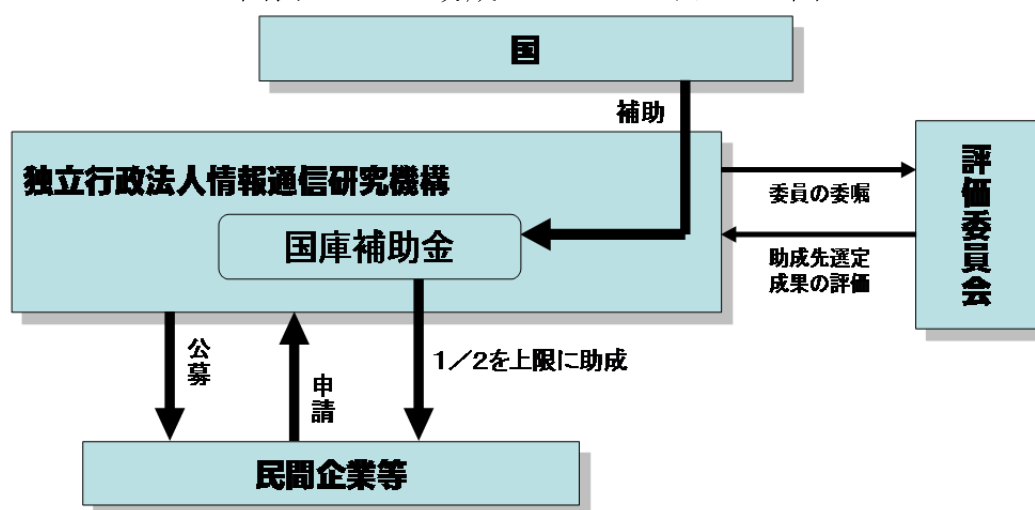 国
補助
独立行政法人情報通信研究機構
国庫補助金
委員の委嘱
助成先選定
成果の評価
評価委員会
公募
申請
1／2を上限に助成
民間企業等